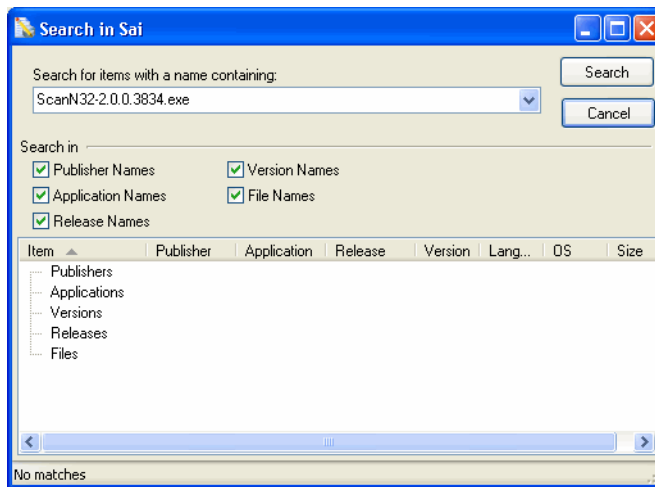 Search in Sai
Search for items with a name containing:
Search
ScanN32-2.0.0.3834.exe
Cancel
Search in
Publisher Names Version Names
Application Names File Names
Release Names
Item Publisher Application Release Version Lang... OS Size
Publishers
Applications
Versions
Releases
Files
No matches